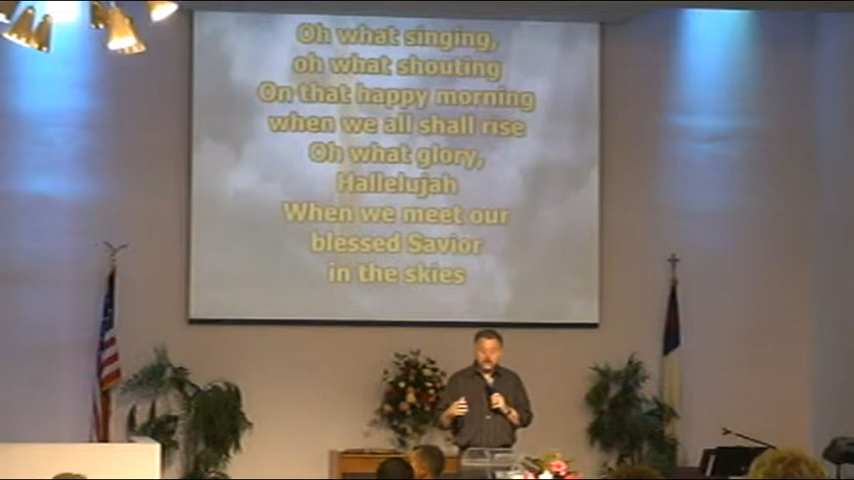 Oh what singing,
oh what shouting
On that happy morning
when we all shall rise
Oh what glory,
Hallelujah
When we meet our
blessed Savior
in the skies